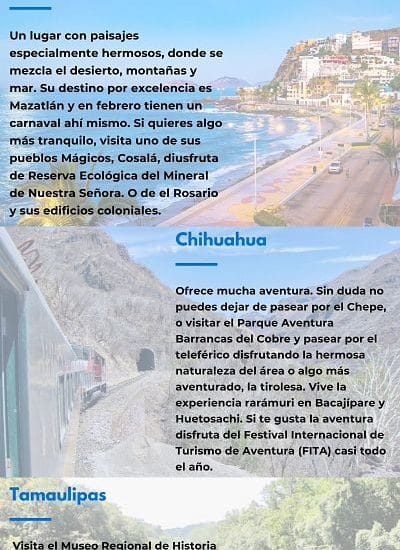 Un lugar con paisajes
especialmente hermosos, donde se
mezcla el desierto, montañas y
mar. Su destino por excelencia es
Mazatlán y en febrero tienen un
carnaval ahí mismo. Si quieres algo
más tranquilo, visita uno de sus
pueblos Mágicos, Cosalá, diusfruta
de Reserva Ecológica del Mineral
de Nuestra Señora. O de el Rosario
y sus edificios coloniales.
Chihuahua
Ofrece mucha aventura. Sin duda no
puedes dejar de pasear por el Chepe,
o visitar el Parque Aventura
Barrancas del Cobre y pasear por el
teleférico disfrutando la hermosa
naturaleza del área o algo más
aventurado, la tirolesa. Vive la
experiencia rarámuri en Bacajípare y
Huetosachi. Si te gusta la aventura
disfruta del Festival Internacional de
Turismo de Aventura (FITA) casi todo
el año.
Tamaulipas
Visita el Museo Regional de Historia